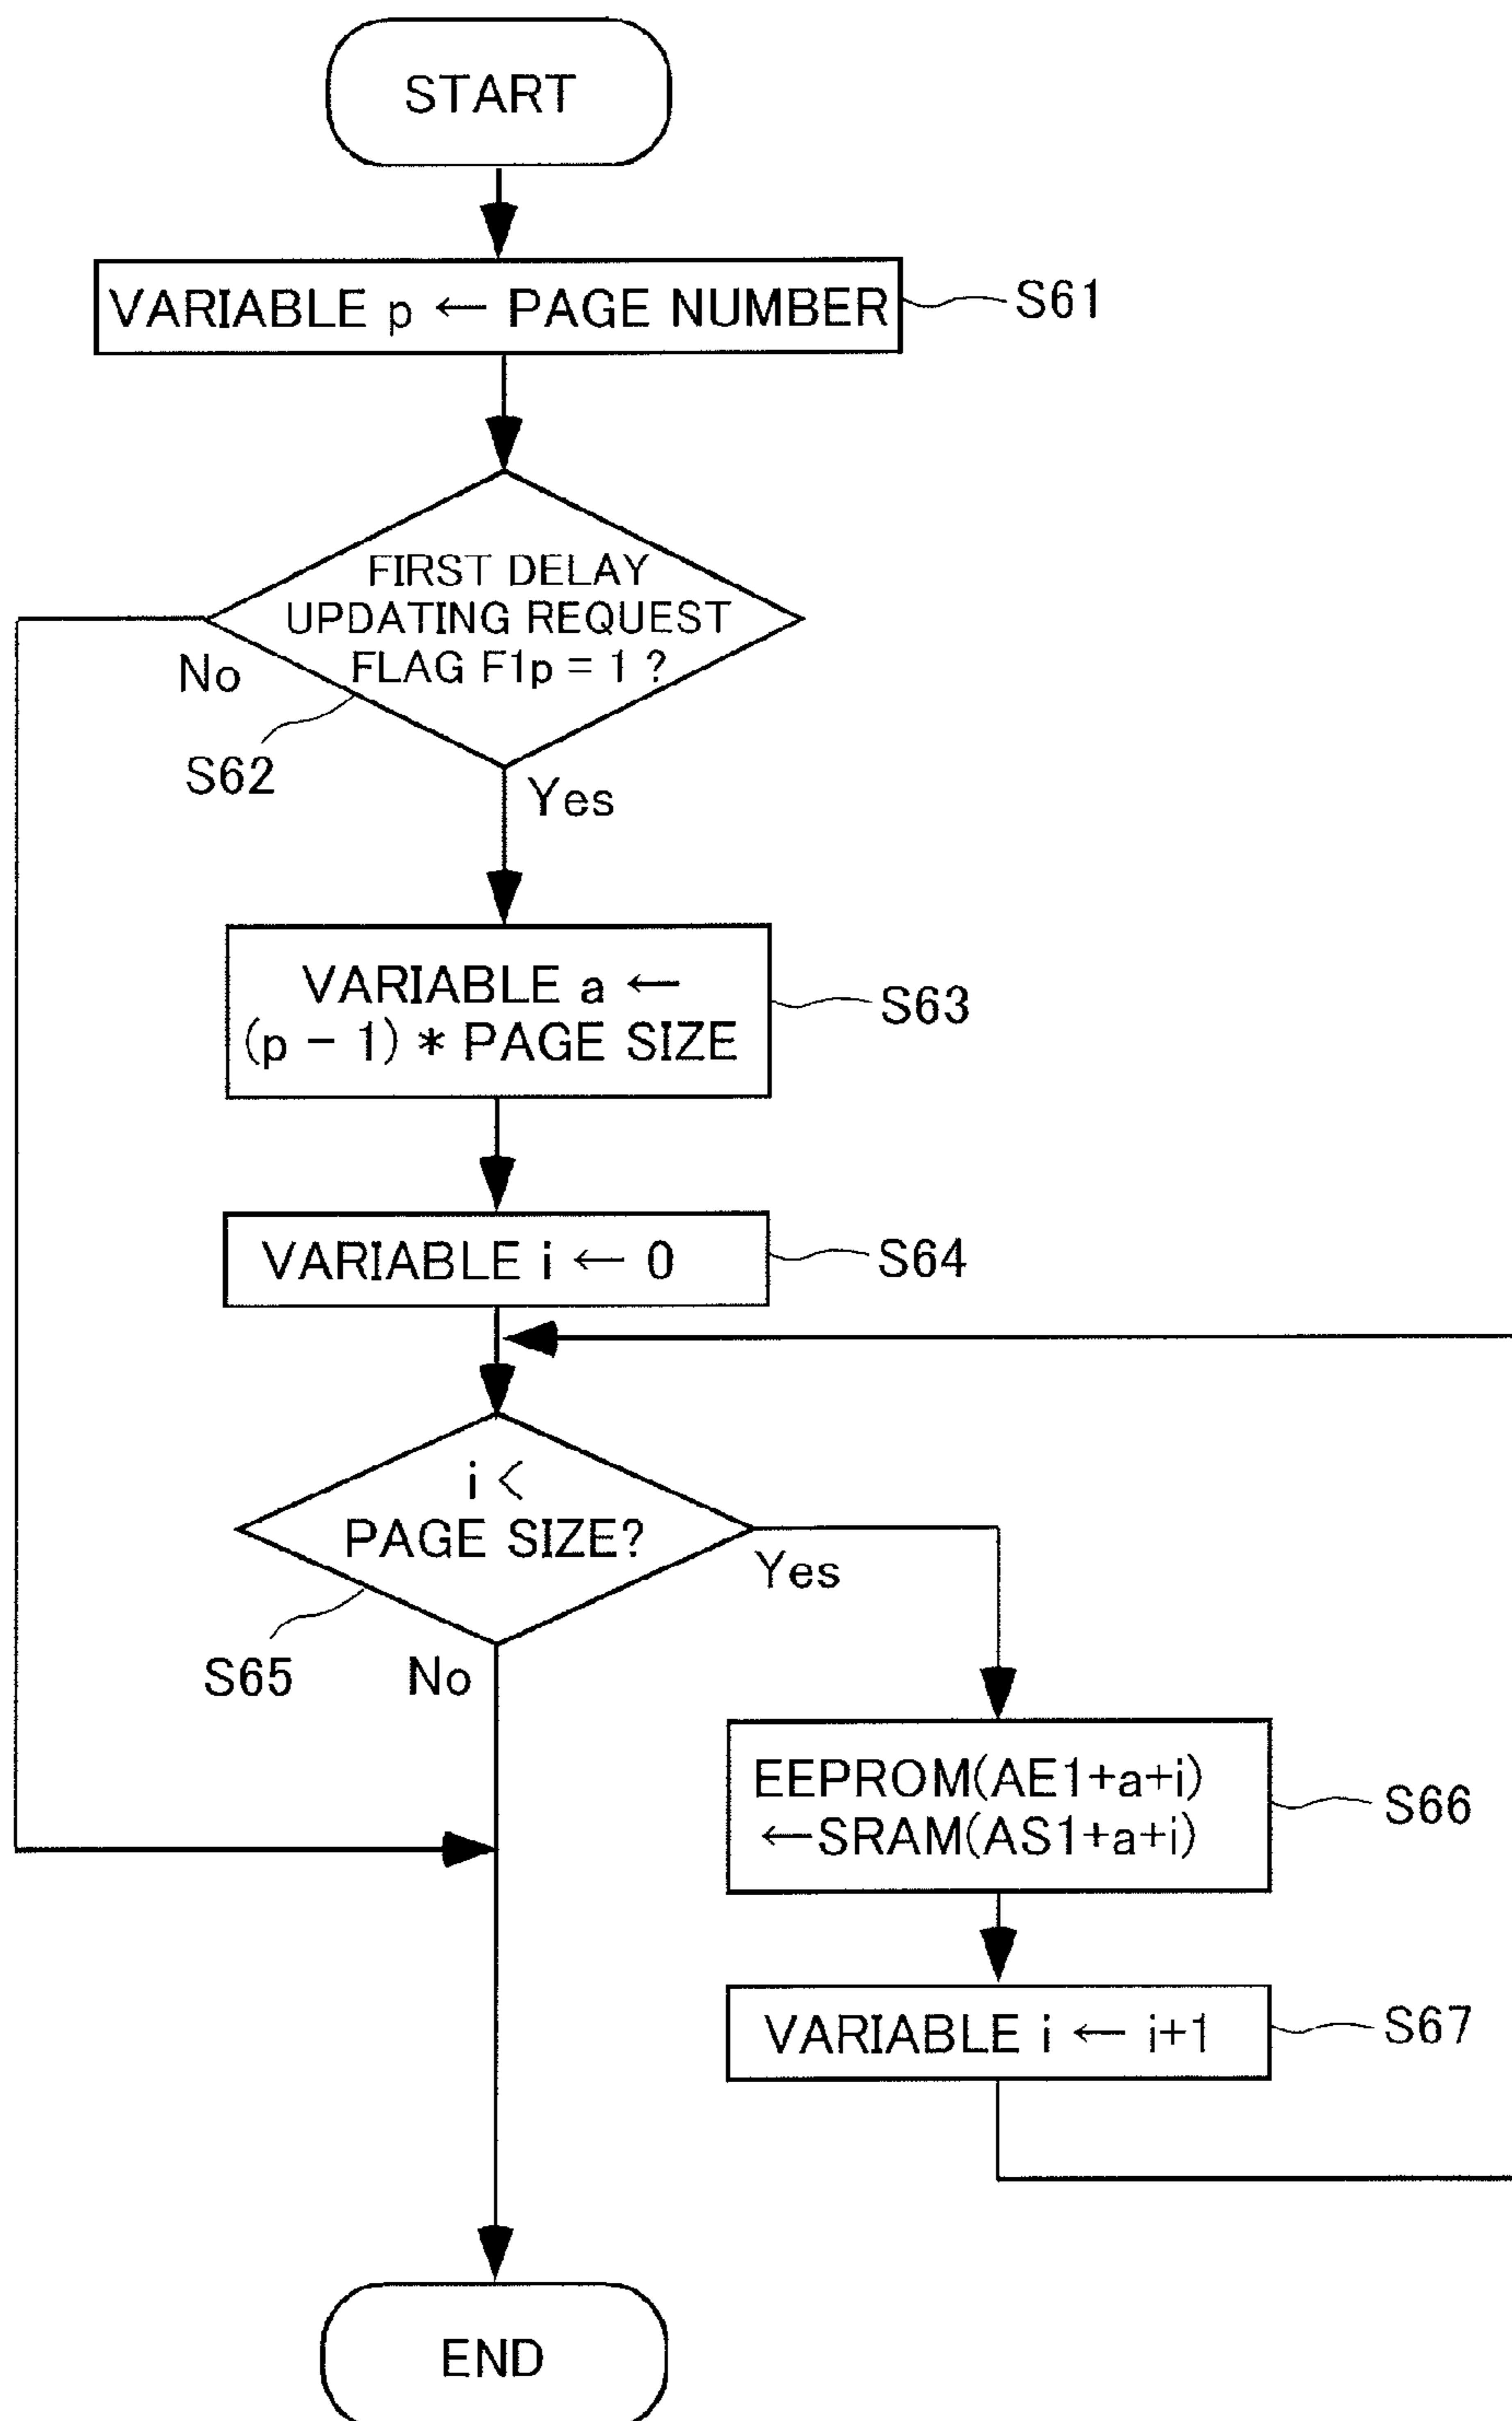 START
VARIABLE p ← PAGE NUMBER
S61
FIRST DELAY
UPDATING REQUEST
FLAG F1p = 1 ?
No
S62
Yes
VARIABLE a ←
(p - 1) * PAGE SIZE
S63
VARIABLE i ← 0
S64
i <
PAGE SIZE?
Yes
S65
No
EEPROM(AE1+a+i)
←SRAM(AS1+a+i)
S66
VARIABLE i ← i+1
S67
END